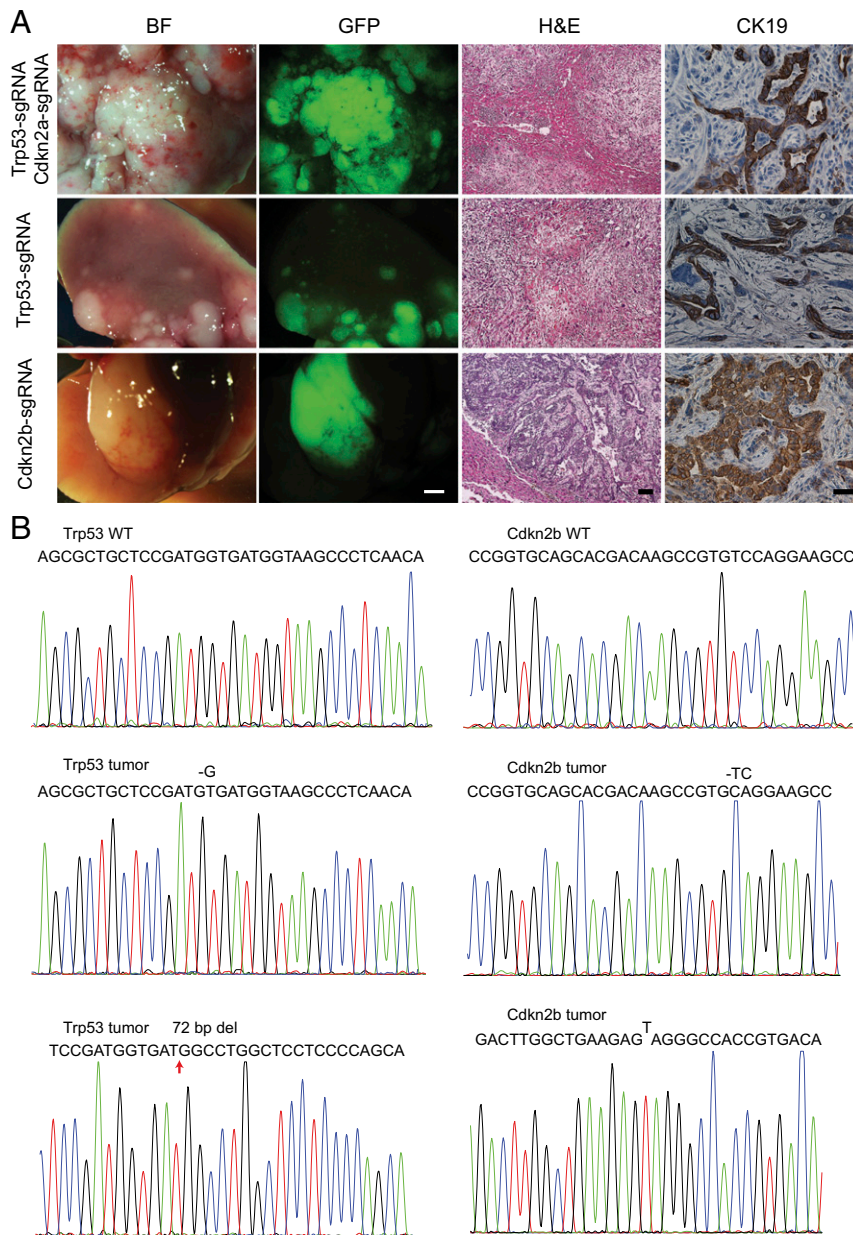 A
BF GFP H&E CK19
Trp53-sgRNA
Cdkn2a-sgRNA
Trp53-sgRNA
Cdkn2b-sgRNA
B
Trp53 WT
AGCGCTGCTCCGATGGTGATGGTAAGCCCTCAACA
Cdkn2b WT
CCGGTGCAGCACGACAAGCCGTGTCCAGGAAGCC
Trp53 tumor
-G
AGCGCTGCTCCGATGTGATGGTAAGCCCTCAACA
Cdkn2b tumor
-TC
CCGGTGCAGCACGACAAGCCGTGCAGGAAGCC
Trp53 tumor 72 bp del
TCCGATGGTGATGGCCTGGCTCCTCCCCAGCA
Cdkn2b tumor
GACTTGGCTGAAGAGTAGGGCCACCGTGACA